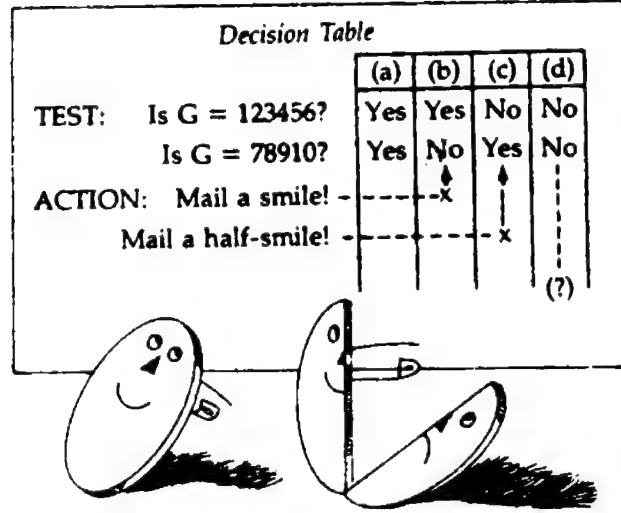 Decision Table
(a) (b) (c) (d)
TEST: Is G = 123456? Yes Yes No No
Is G = 78910? Yes No Yes No
ACTION: Mail a smile! x
Mail a half-smile! x
(?)